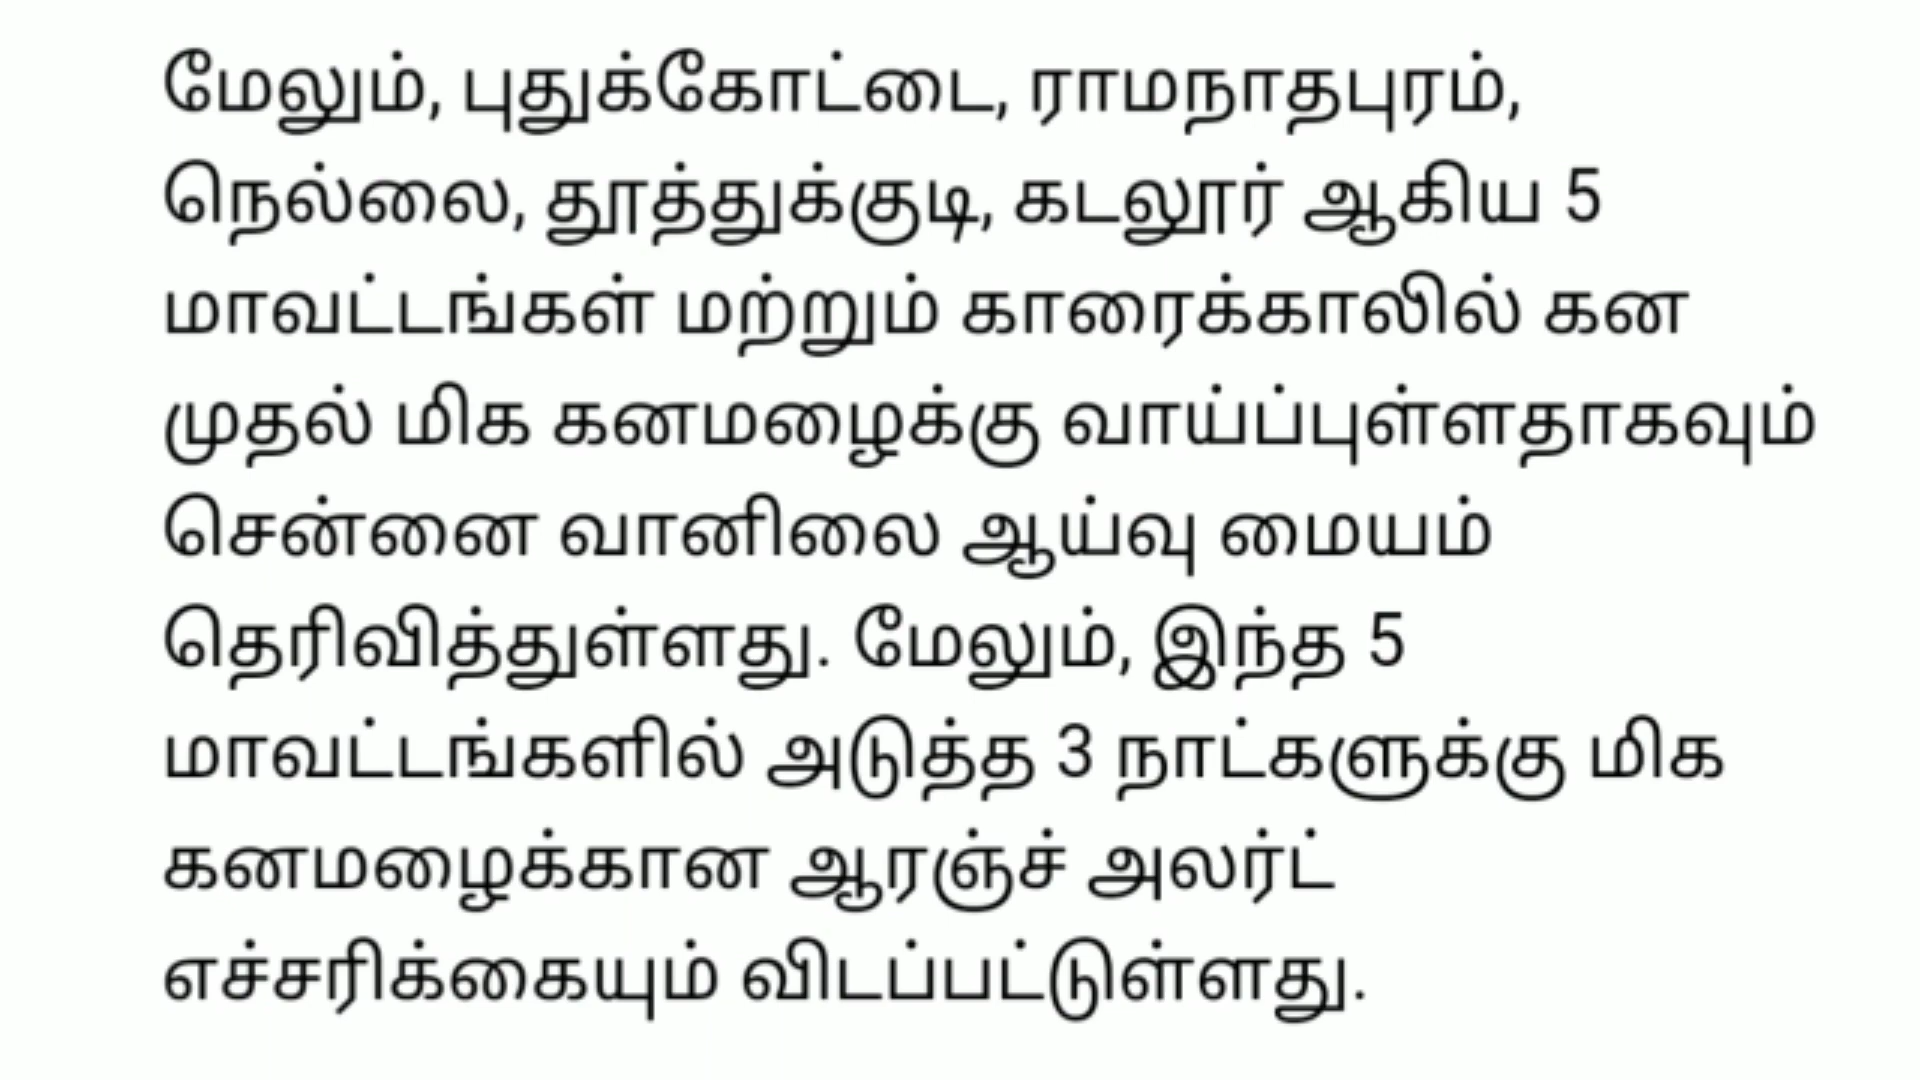 மேலும், புதுக்கோட்டை, ராமநாதபுரம்,
நெல்லை, தூத்துக்குடி, கடலூர் ஆகிய 5
மாவட்டங்கள் மற்றும் காரைக்காலில் கன
முதல் மிக கனமழைக்கு வாய்ப்புள்ளதாகவும்
சென்னை வானிலை ஆய்வு மையம்
தெரிவித்துள்ளது. மேலும், இந்த 5
மாவட்டங்களில் அடுத்த 3 நாட்களுக்கு மிக
கனமழைக்கான ஆரஞ்ச் அலர்ட்
எச்சரிக்கையும் விடப்பட்டுள்ளது.